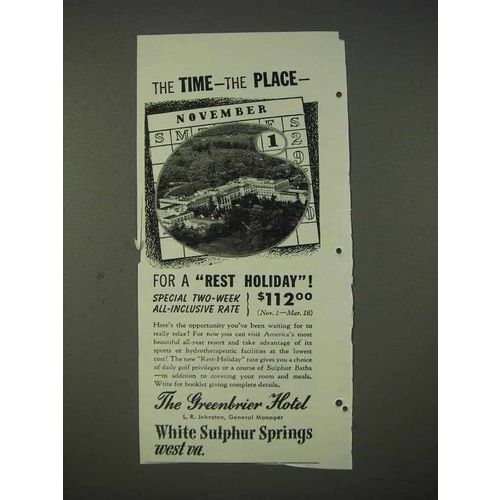 THE TIME—THE PLACE—
NOVEMBER
S M T F S
1 2
9
FOR A "REST HOLIDAY"!
SPECIAL TWO-WEEK
ALL-INCLUSIVE RATE
$112⁰⁰
(Nov. 1—Mar. 18)
Here's the opportunity you've been waiting for to
really relax! For now you can visit America's most
beautiful all-year resort and take advantage of its
sports or hydrotherapeutic facilities at the lowest
cost! The new "Rest-Holiday" rate gives you a choice
of daily golf privileges or a course of Sulphur Baths
—in addition to covering your room and meals.
Write for booklet giving complete details.
The Greenbrier Hotel
L. R. Johnston, General Manager
White Sulphur Springs
west va.